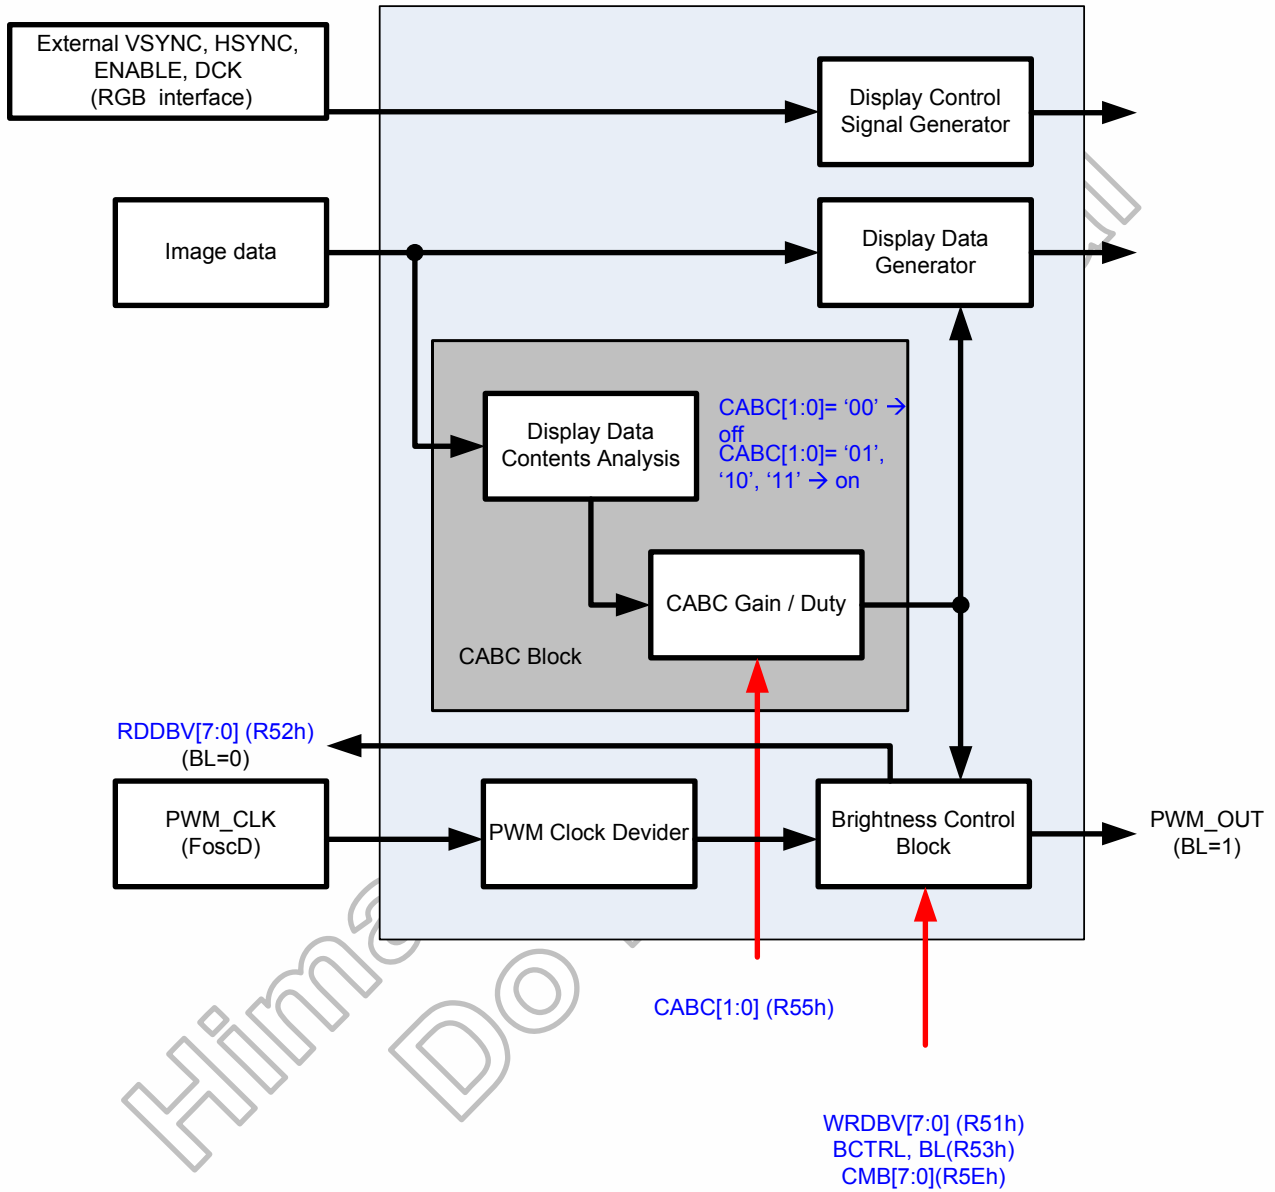 External VSYNC, HSYNC,
ENABLE, DCK
(RGB interface)
Display Control
Signal Generator
Image data
Display Data
Generator
Display Data
Contents Analysis
CABC[1:0]= ‘00’ →
off
CABC[1:0]= ‘01’,
‘10’, ‘11’ → on
CABC Gain / Duty
CABC Block
RDDBV[7:0] (R52h)
(BL=0)
PWM_CLK
(FoscD)
PWM Clock Devider
Brightness Control
Block
PWM_OUT
(BL=1)
CABC[1:0] (R55h)
WRDBV[7:0] (R51h)
BCTRL, BL(R53h)
CMB[7:0](R5Eh)
Do